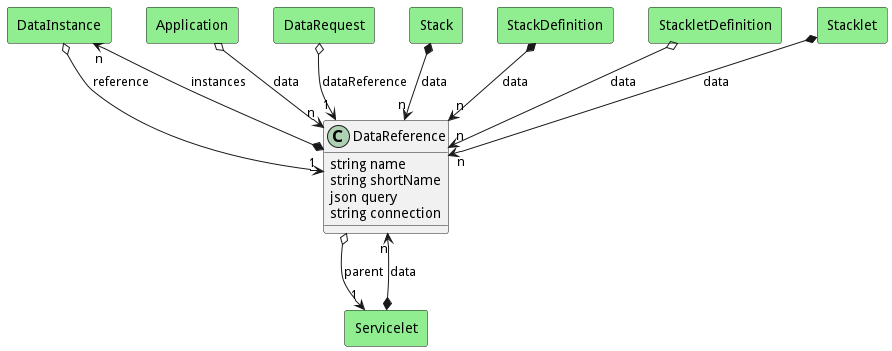 DataInstance
Application
DataRequest
Stack
StackDefinition
StackletDefinition
Stacklet
n
reference
instances
data
dataReference
data
data
data
data
n
1
n
n
n
n
1
C DataReference
string name
string shortName
json query
string connection
n
parent
data
1
Servicelet